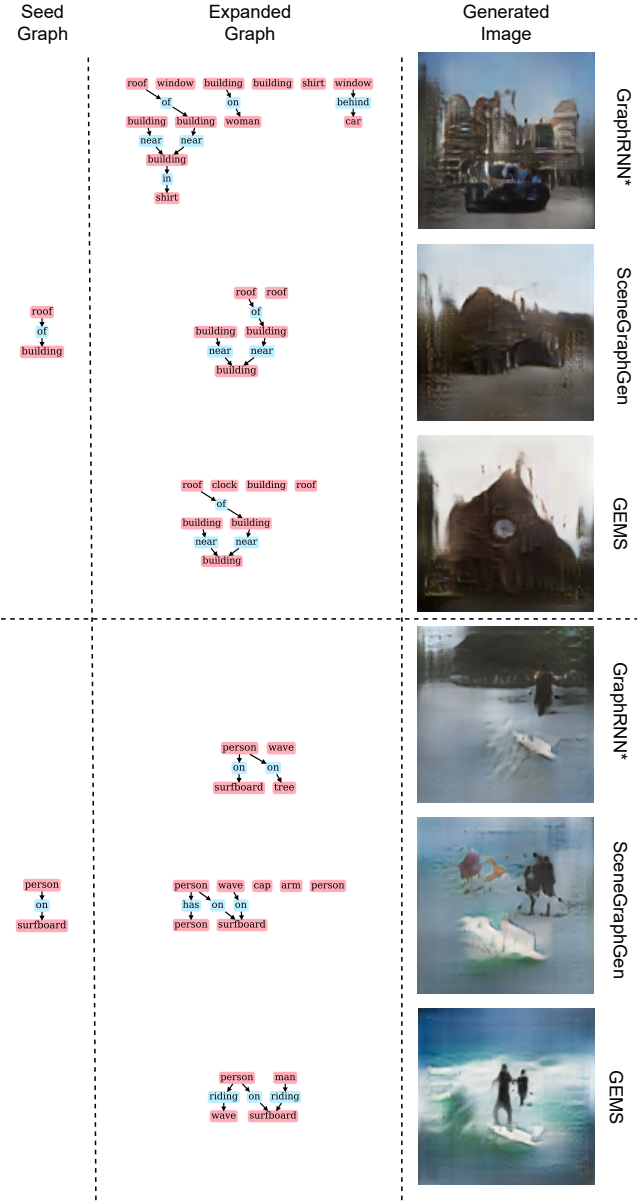 Seed
Graph
Expanded
Graph
Generated
Image
roof
of
building
roof window building building shirt window
of on behind
building building woman car
near near
building
in
shirt
GraphRNN*
roof roof
of
building building
near near
building
SceneGraphGen
roof clock building roof
of
building building
near near
building
GEMS
person
on
surfboard
person wave
on on
surfboard tree
GraphRNN*
person wave cap arm person
has on on
person surfboard
SceneGraphGen
person man
riding on riding
wave surfboard
GEMS